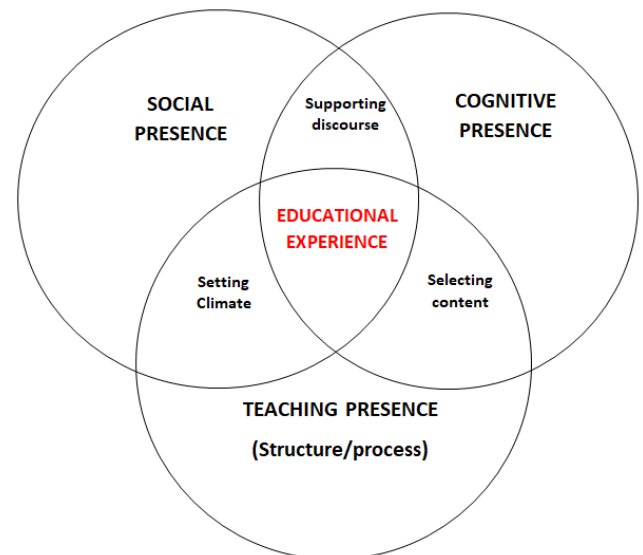 SOCIAL
PRESENCE
Supporting
discourse
COGNITIVE
PRESENCE
EDUCATIONAL
EXPERIENCE
Setting
Climate
Selecting
content
TEACHING PRESENCE
(Structure/process)